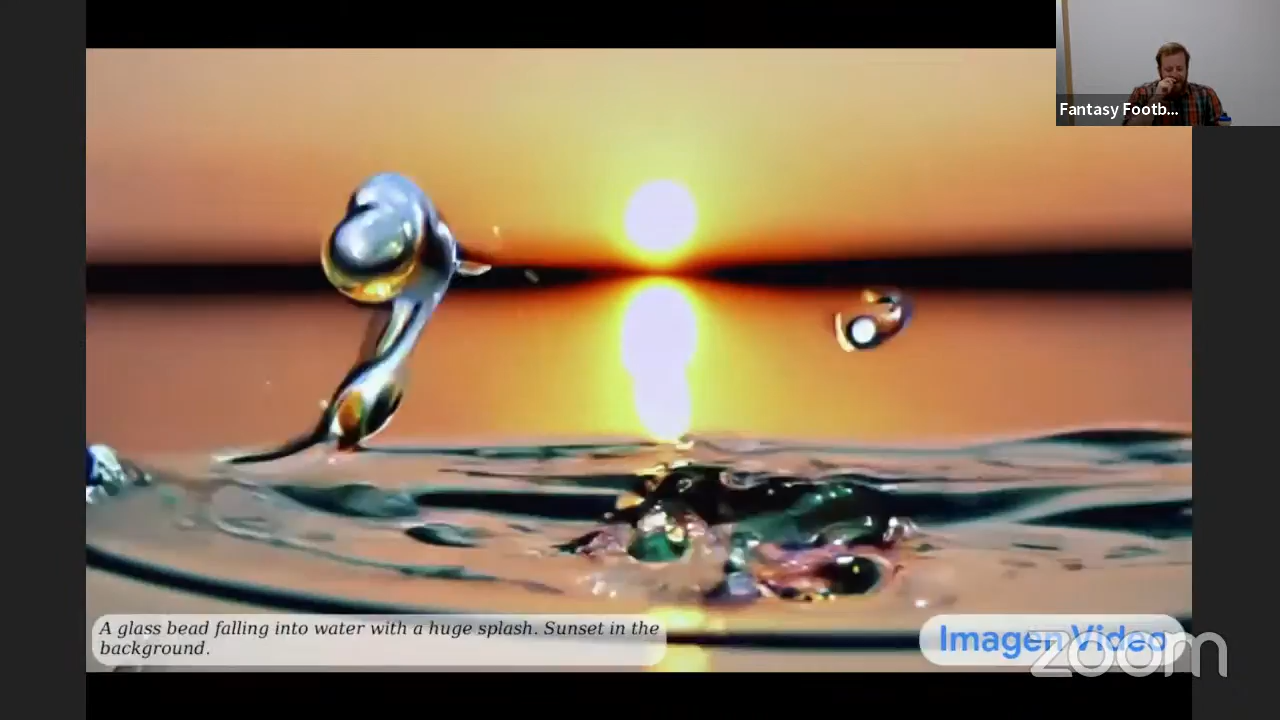 Fantasy Footb...
A glass bead falling into water with a huge splash. Sunset in the
background.
Imagen Video
zoom